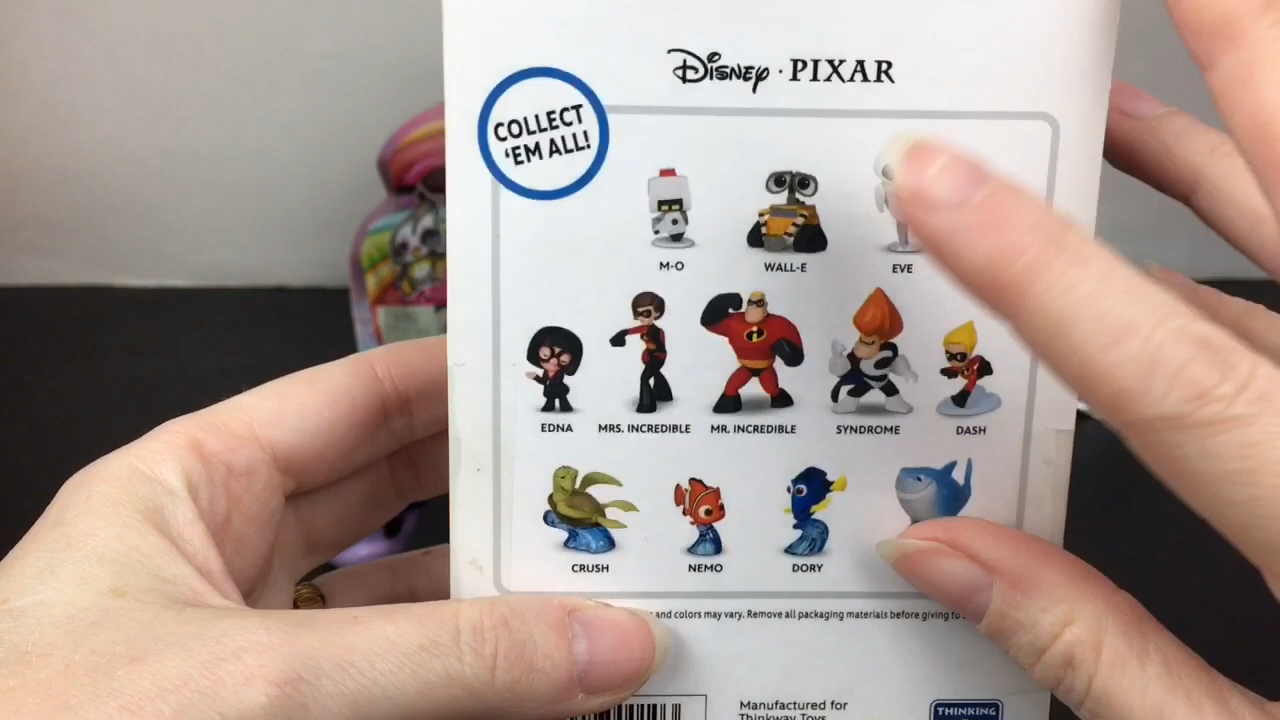 Disney · PIXAR
COLLECT
'EM ALL!
M-O WALL-E EVE
EDNA MRS. INCREDIBLE MR. INCREDIBLE SYNDROME DASH
CRUSH NEMO DORY
and colors may vary. Remove all packaging materials before giving to
Manufactured for
Thinkway Toys
THINKING